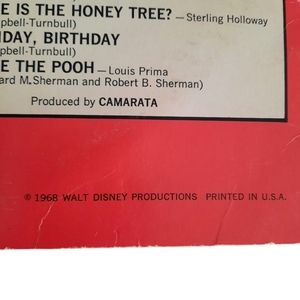 E IS THE HONEY TREE? — Sterling Holloway
pbell-Turnbull)
DAY, BIRTHDAY
pbell-Turnbull)
E THE POOH — Louis Prima
ard M. Sherman and Robert B. Sherman)
Produced by CAMARATA
© 1968 WALT DISNEY PRODUCTIONS PRINTED IN U.S.A.